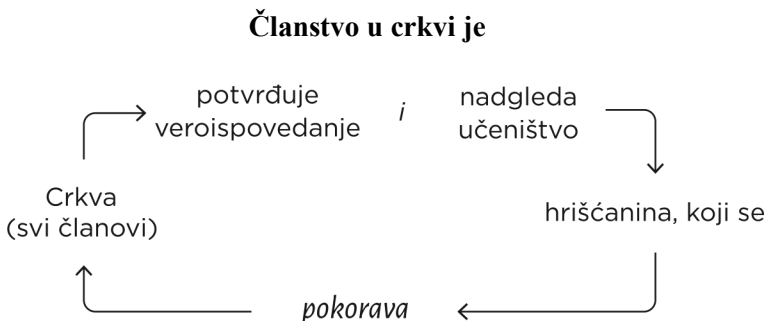 Članstvo u crkvi je
potvrđuje
veroispovedanje
i
nadgleda
učeništvo
hrišćanina, koji se
pokorava
Crkva
(svi članovi)